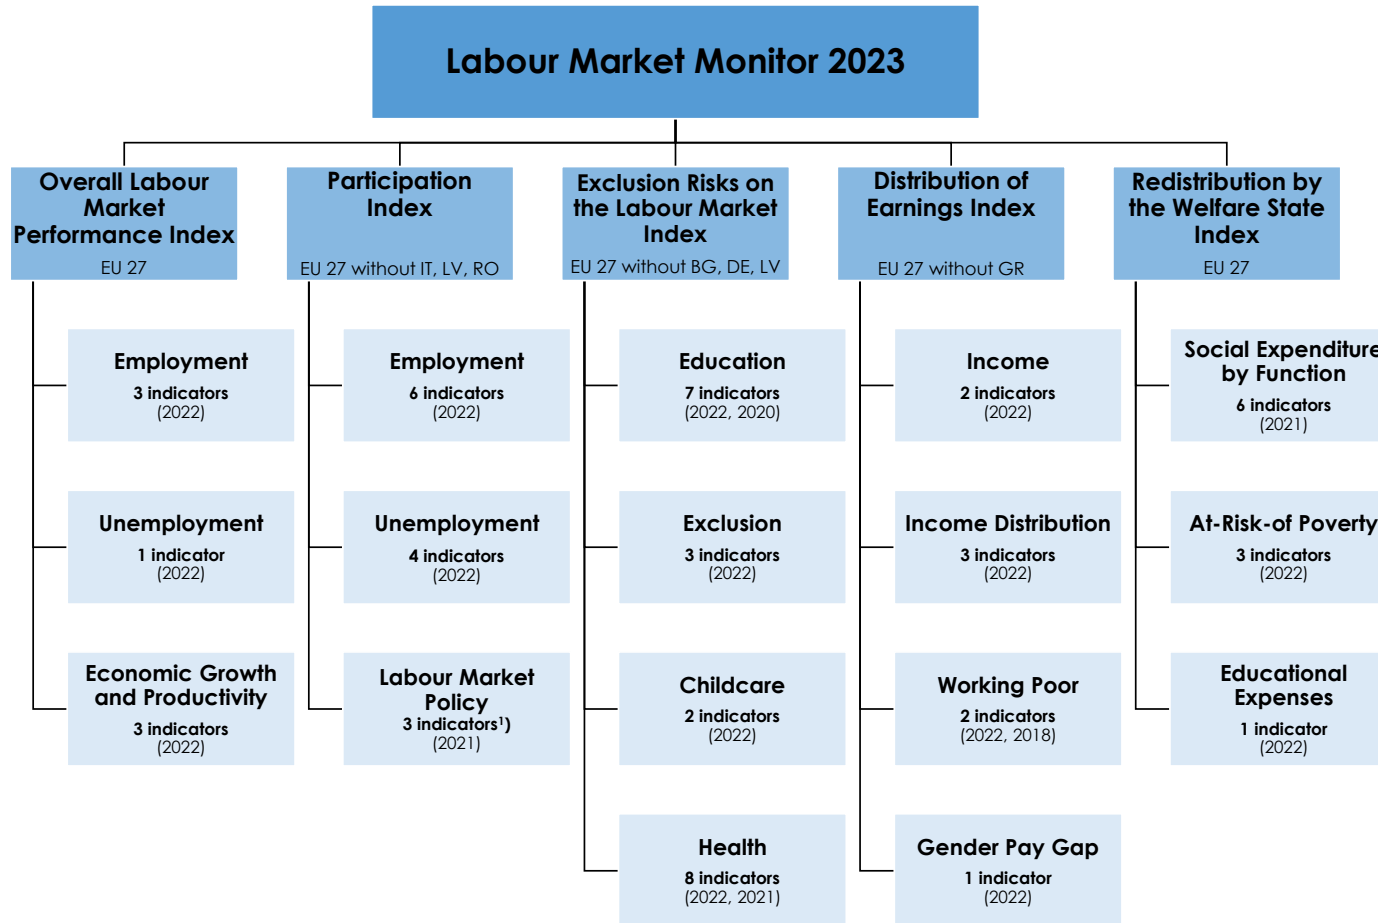 Labour Market Monitor 2023
Overall Labour
Market
Performance Index
EU 27
Participation
Index
EU 27 without IT, LV, RO
Exclusion Risks on
the Labour Market
Index
EU 27 without BG, DE, LV
Distribution of
Earnings Index
EU 27 without GR
Redistribution by
the Welfare State
Index
EU 27
Employment
3 indicators
(2022)
Unemployment
1 indicator
(2022)
Economic Growth
and Productivity
3 indicators
(2022)
Employment
6 indicators
(2022)
Unemployment
4 indicators
(2022)
Labour Market
Policy
3 indicators¹)
(2021)
Education
7 indicators
(2022, 2020)
Exclusion
3 indicators
(2022)
Childcare
2 indicators
(2022)
Health
8 indicators
(2022, 2021)
Income
2 indicators
(2022)
Income Distribution
3 indicators
(2022)
Working Poor
2 indicators
(2022, 2018)
Gender Pay Gap
1 indicator
(2022)
Social Expenditure
by Function
6 indicators
(2021)
At-Risk-of Poverty
3 indicators
(2022)
Educational
Expenses
1 indicator
(2022)